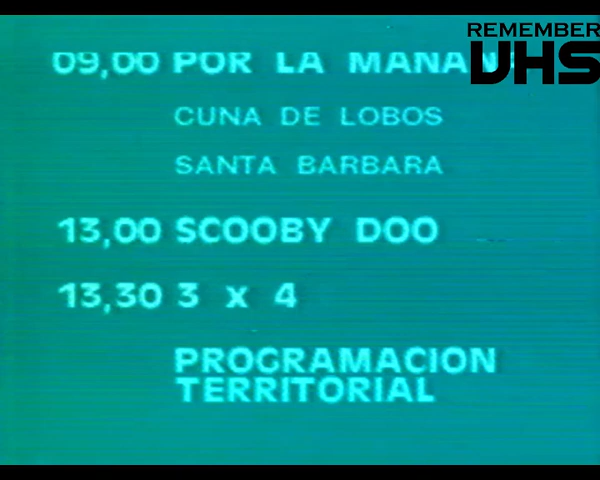 REMEMBER
VHS
09,00 POR LA MAÑANA
CUNA DE LOBOS
SANTA BARBARA
13,00 SCOOBY DOO
13,30 3 x 4
PROGRAMACION
TERRITORIAL